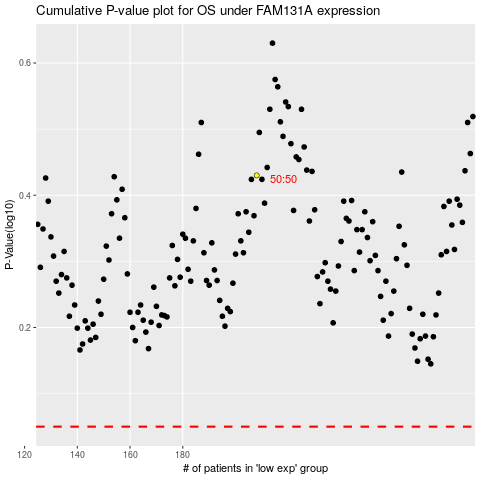 Cumulative P-value plot for OS under FAM131A expression
P-Value(log10)
0.6
0.4
0.2
50:50
120 140 160 180
# of patients in 'low exp' group